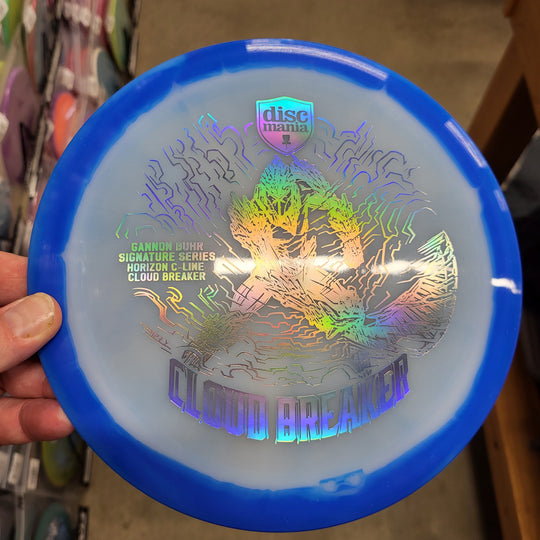 disc
mania
GANNON BUHR
SIGNATURE SERIES
HORIZON C-LINE
CLOUD BREAKER
CLOUD BREAKER